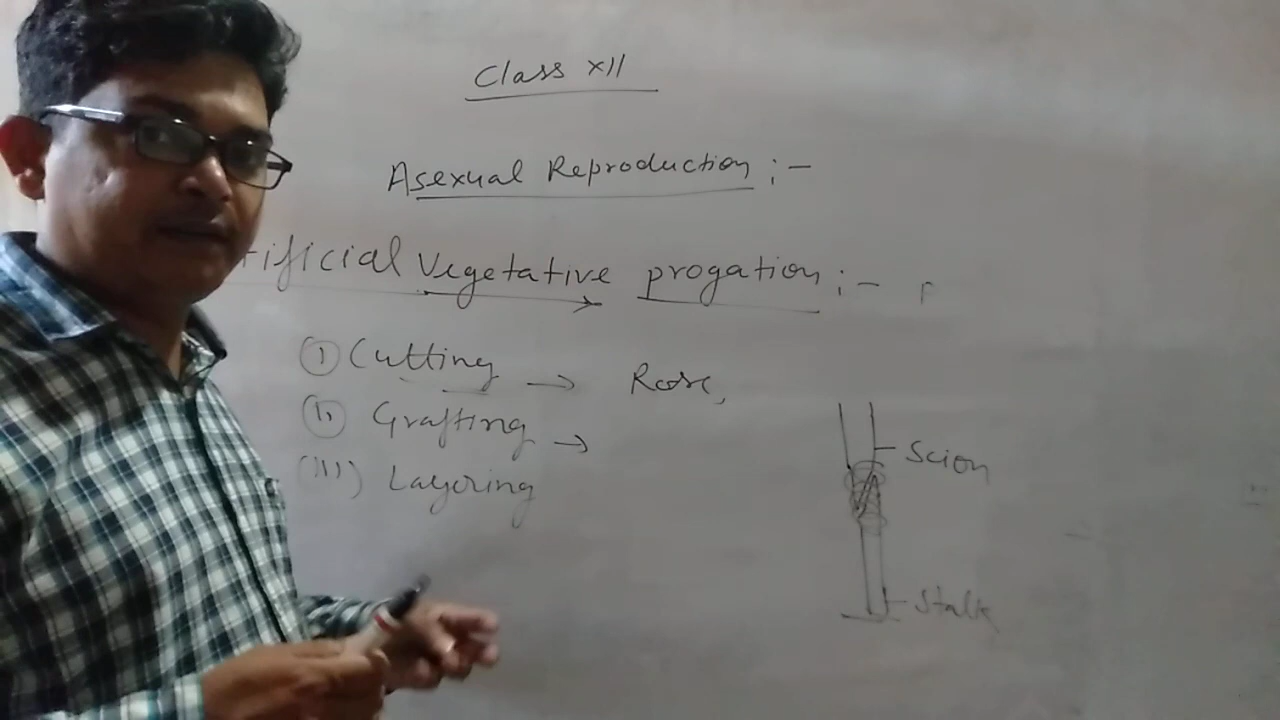 Class XII
Asexual Reproduction :-
tificial Vegetative progation :-
(i) Cutting → Rose,
(ii) Grafting →
(iii) Layering
Scion
Stalk